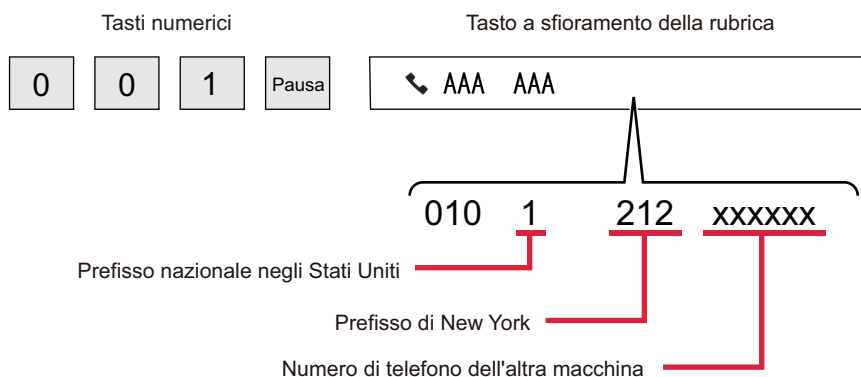 Tasti numerici Tasto a sfioramento della rubrica
0 0 1 Pausa AAA AAA
010 1 212 xxxxxx
Prefisso nazionale negli Stati Uniti
Prefisso di New York
Numero di telefono dell'altra macchina